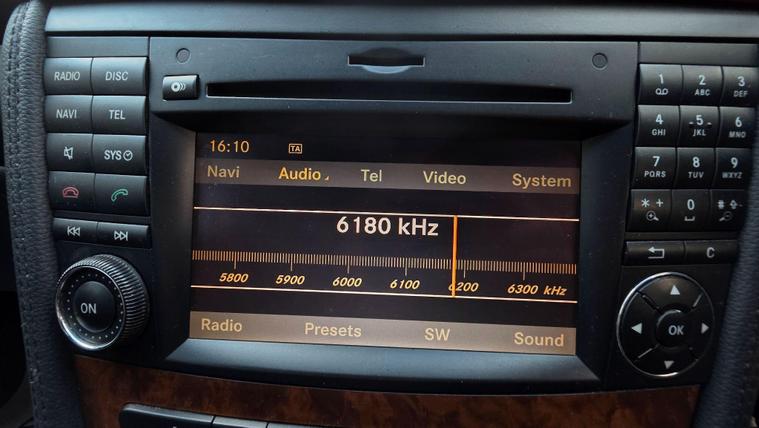 RADIO DISC
NAVI TEL
SYS
ON
16:10 TA
Navi Audio Tel Video System
6180 kHz
5800 5900 6000 6100 6200 6300 kHz
Radio Presets SW Sound
1 2 ABC 3 DEF
4 GHI 5 JKL 6 MNO
7 PQRS 8 TUV 9 WXYZ
* + 0 #
C
OK